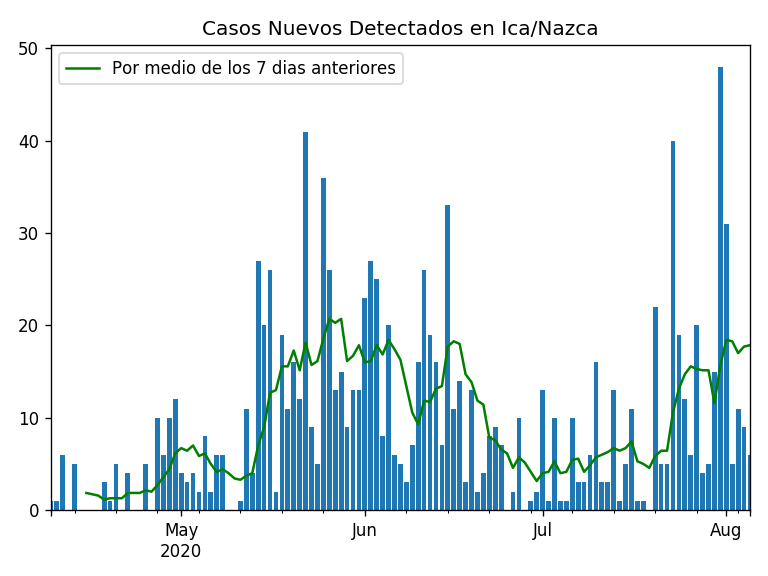 Casos Nuevos Detectados en Ica/Nazca
Por medio de los 7 dias anteriores
50
40
30
20
10
0
May
2020
Jun
Jul
Aug